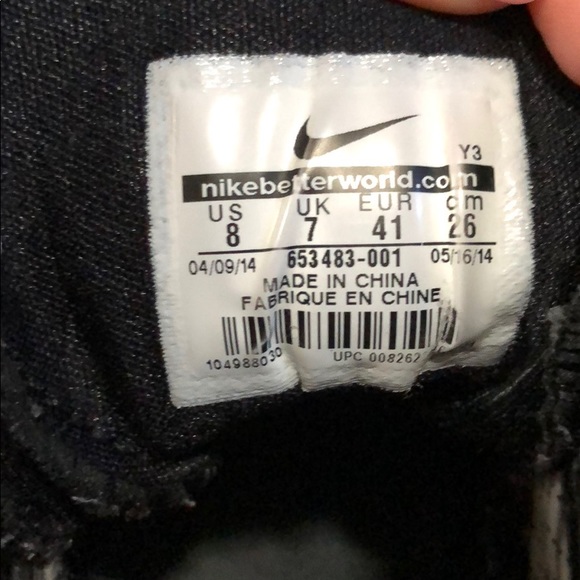 Y3
nikebetterworld.com
US UK EUR cm
8 7 41 26
04/09/14 653483-001 05/16/14
MADE IN CHINA
FABRIQUE EN CHINE
104988030 UPC 008262